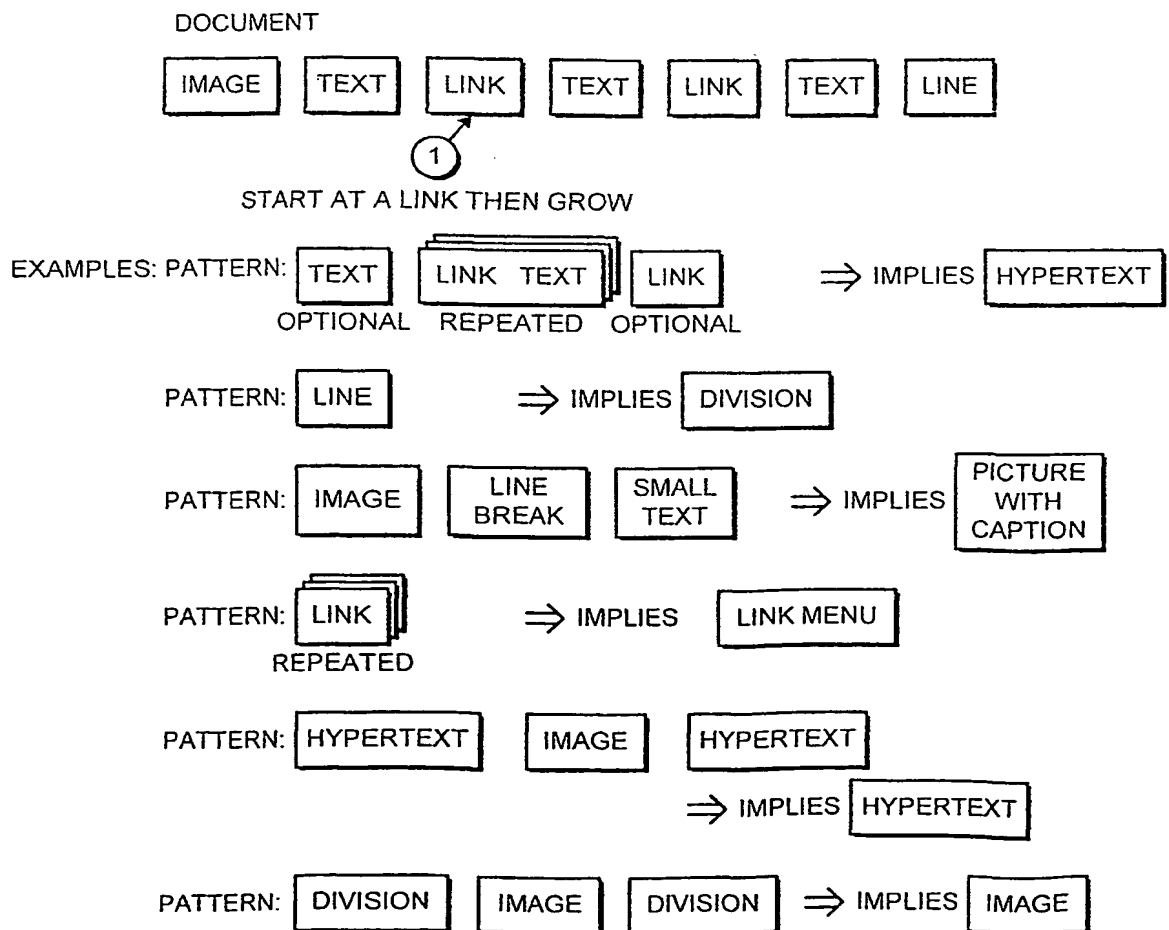 DOCUMENT
IMAGE TEXT LINK TEXT LINK TEXT LINE
1
START AT A LINK THEN GROW
EXAMPLES: PATTERN: TEXT LINK TEXT LINK ⇒ IMPLIES HYPERTEXT
OPTIONAL REPEATED OPTIONAL
PATTERN: LINE ⇒ IMPLIES DIVISION
PATTERN: IMAGE LINE BREAK SMALL TEXT ⇒ IMPLIES PICTURE WITH CAPTION
PATTERN: LINK ⇒ IMPLIES LINK MENU
REPEATED
PATTERN: HYPERTEXT IMAGE HYPERTEXT
⇒ IMPLIES HYPERTEXT
PATTERN: DIVISION IMAGE DIVISION ⇒ IMPLIES IMAGE